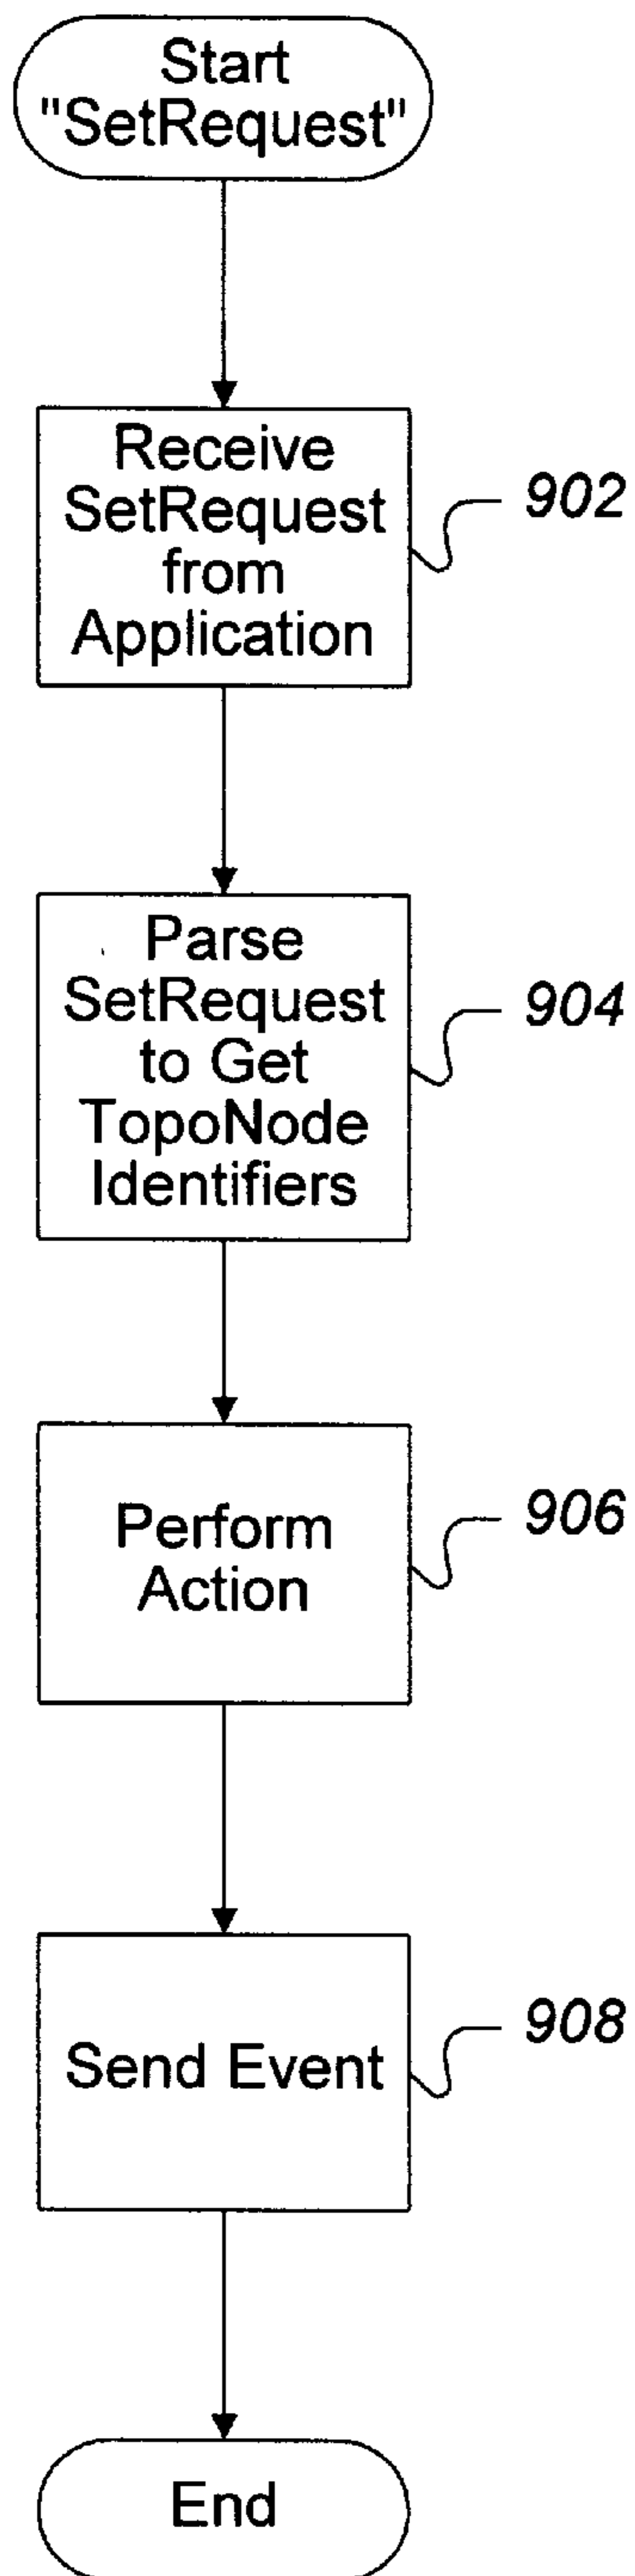 Start
"SetRequest"
Receive
SetRequest
from
Application
902
Parse
SetRequest
to Get
TopoNode
Identifiers
904
Perform
Action
906
Send Event
908
End